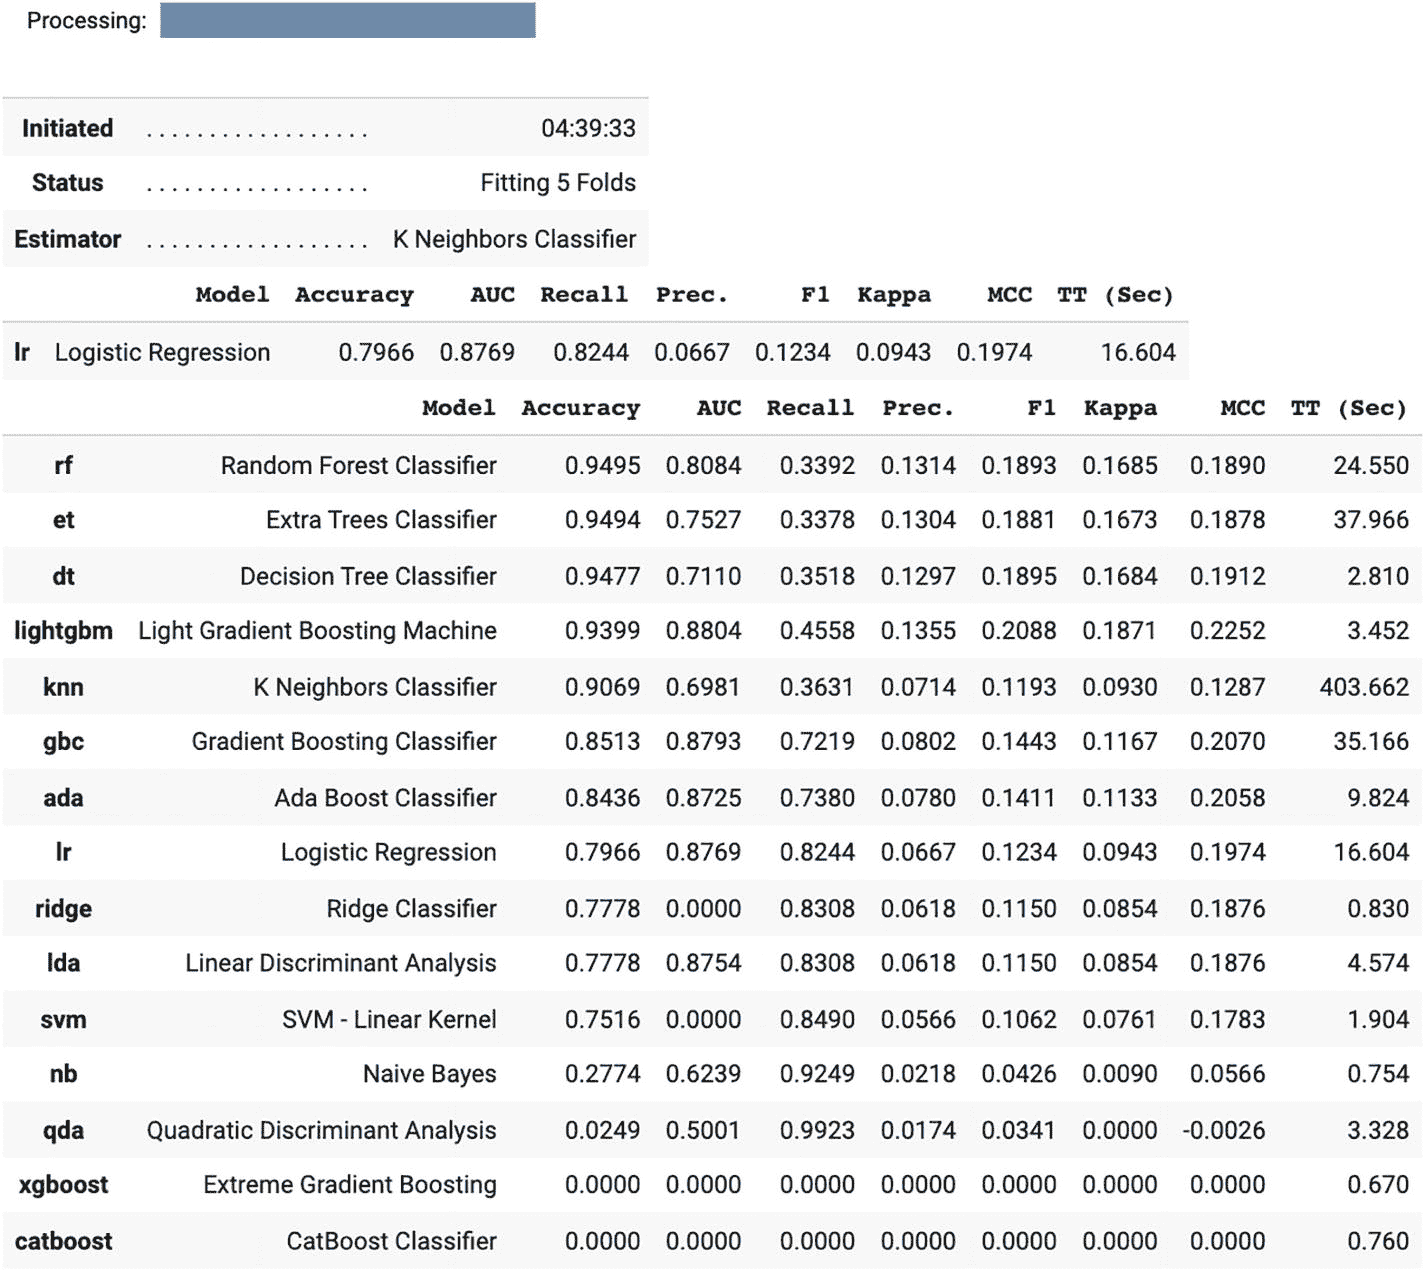 Processing:
Initiated . . . . . . . . . . . . . . . . . . 04:39:33
Status . . . . . . . . . . . . . . . . . . Fitting 5 Folds
Estimator . . . . . . . . . . . . . . . . . . K Neighbors Classifier
Model Accuracy AUC Recall Prec. F1 Kappa MCC TT (Sec)
lr Logistic Regression 0.7966 0.8769 0.8244 0.0667 0.1234 0.0943 0.1974 16.604
Model Accuracy AUC Recall Prec. F1 Kappa MCC TT (Sec)
rf Random Forest Classifier 0.9495 0.8084 0.3392 0.1314 0.1893 0.1685 0.1890 24.550
et Extra Trees Classifier 0.9494 0.7527 0.3378 0.1304 0.1881 0.1673 0.1878 37.966
dt Decision Tree Classifier 0.9477 0.7110 0.3518 0.1297 0.1895 0.1684 0.1912 2.810
lightgbm Light Gradient Boosting Machine 0.9399 0.8804 0.4558 0.1355 0.2088 0.1871 0.2252 3.452
knn K Neighbors Classifier 0.9069 0.6981 0.3631 0.0714 0.1193 0.0930 0.1287 403.662
gbc Gradient Boosting Classifier 0.8513 0.8793 0.7219 0.0802 0.1443 0.1167 0.2070 35.166
ada Ada Boost Classifier 0.8436 0.8725 0.7380 0.0780 0.1411 0.1133 0.2058 9.824
lr Logistic Regression 0.7966 0.8769 0.8244 0.0667 0.1234 0.0943 0.1974 16.604
ridge Ridge Classifier 0.7778 0.0000 0.8308 0.0618 0.1150 0.0854 0.1876 0.830
lda Linear Discriminant Analysis 0.7778 0.8754 0.8308 0.0618 0.1150 0.0854 0.1876 4.574
svm SVM - Linear Kernel 0.7516 0.0000 0.8490 0.0566 0.1062 0.0761 0.1783 1.904
nb Naive Bayes 0.2774 0.6239 0.9249 0.0218 0.0426 0.0090 0.0566 0.754
qda Quadratic Discriminant Analysis 0.0249 0.5001 0.9923 0.0174 0.0341 0.0000 -0.0026 3.328
xgboost Extreme Gradient Boosting 0.0000 0.0000 0.0000 0.0000 0.0000 0.0000 0.0000 0.670
catboost CatBoost Classifier 0.0000 0.0000 0.0000 0.0000 0.0000 0.0000 0.0000 0.760